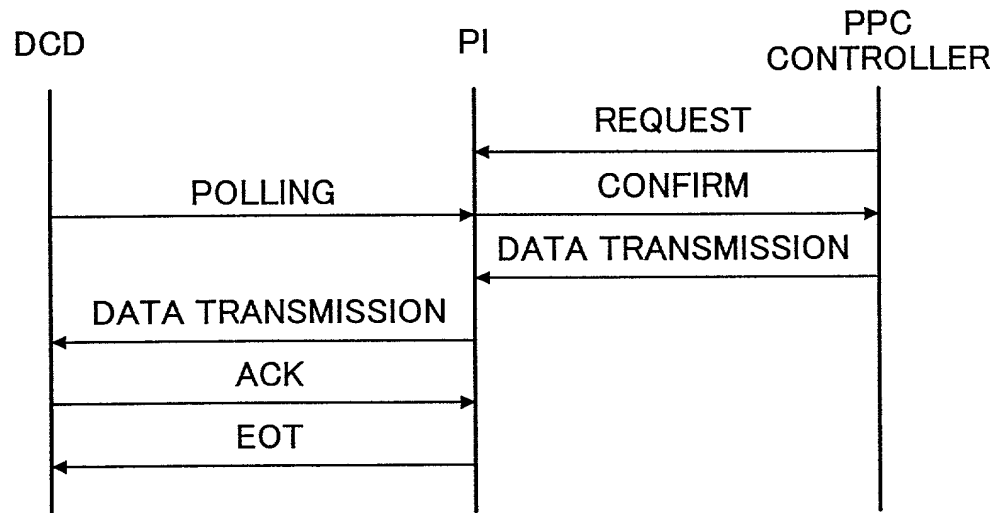 DCD
PI
PPC
CONTROLLER
REQUEST
POLLING
CONFIRM
DATA TRANSMISSION
DATA TRANSMISSION
ACK
EOT